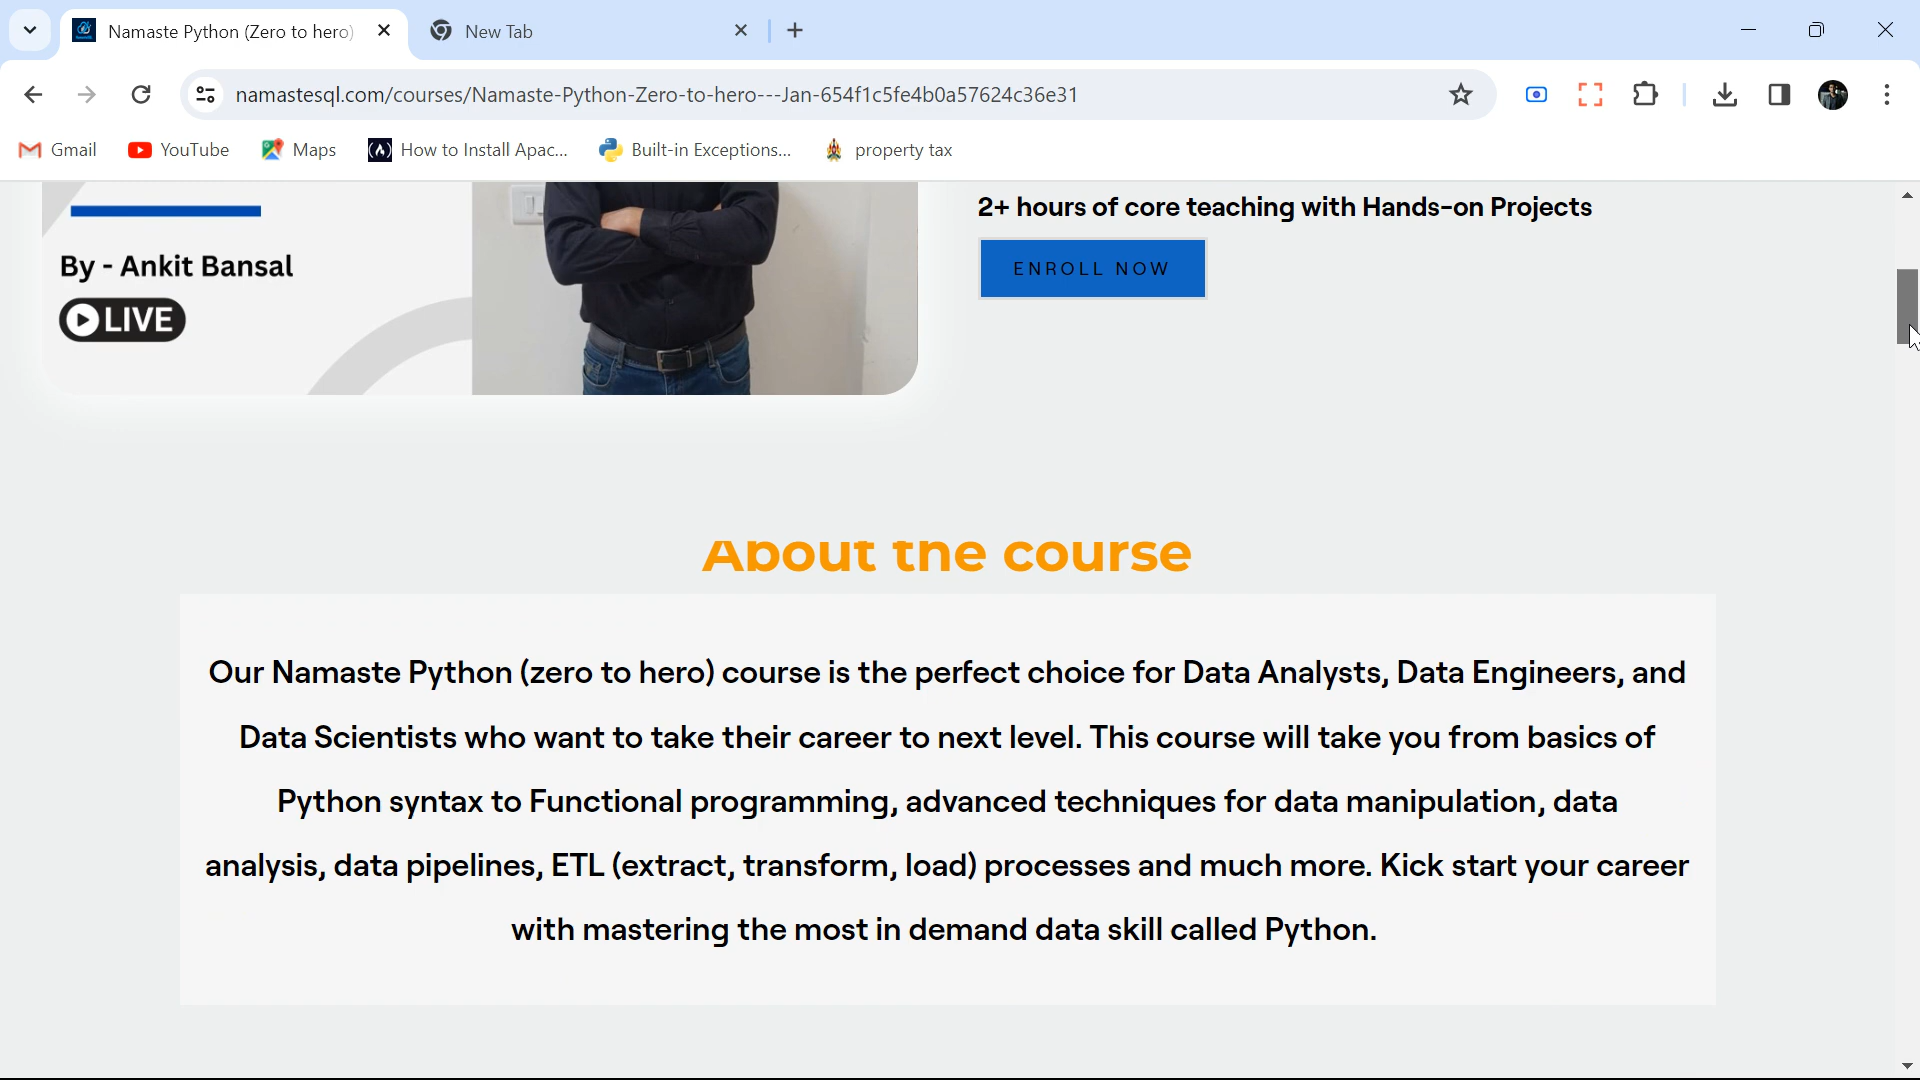 Namaste Python (Zero to hero)
New Tab
namastesql.com/courses/Namaste-Python-Zero-to-hero---Jan-654f1c5fe4b0a57624c36e31
Gmail
YouTube
Maps
How to Install Apac...
Built-in Exceptions...
property tax
2+ hours of core teaching with Hands-on Projects
By - Ankit Bansal
ENROLL NOW
LIVE
About the course
Our Namaste Python (zero to hero) course is the perfect choice for Data Analysts, Data Engineers, and
Data Scientists who want to take their career to next level. This course will take you from basics of
Python syntax to Functional programming, advanced techniques for data manipulation, data
analysis, data pipelines, ETL (extract, transform, load) processes and much more. Kick start your career
with mastering the most in demand data skill called Python.